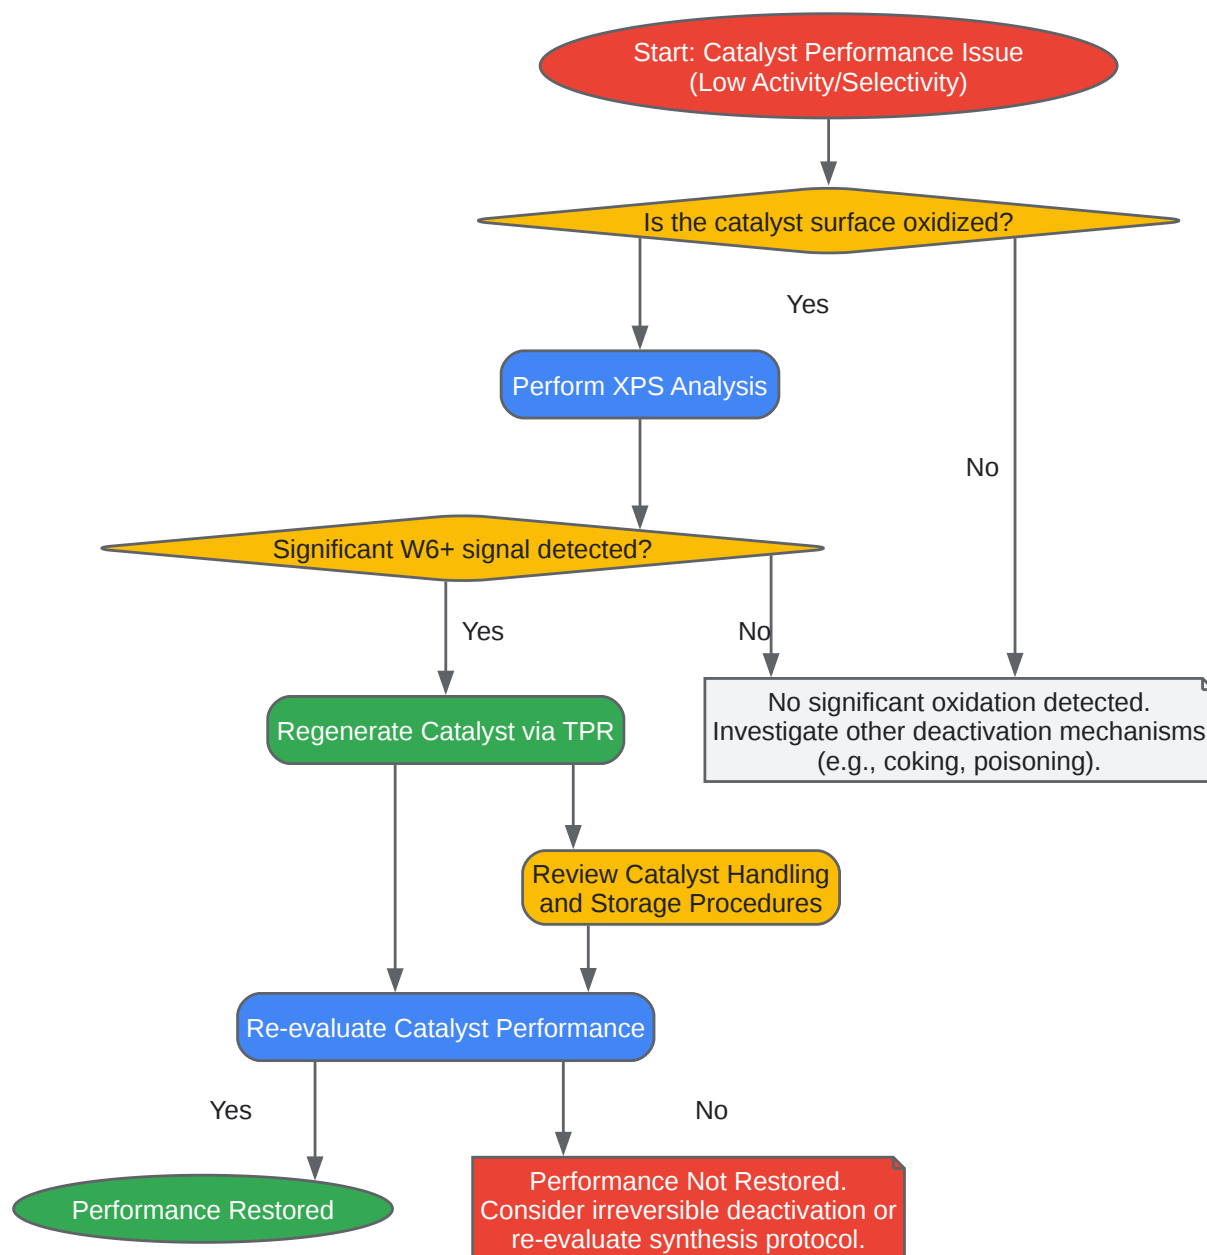 Start: Catalyst Performance Issue
(Low Activity/Selectivity)
Is the catalyst surface oxidized?
Yes
Perform XPS Analysis
No
Significant W6+ signal detected?
Yes
No
No significant oxidation detected.
Investigate other deactivation mechanisms
(e.g., coking, poisoning).
Regenerate Catalyst via TPR
Review Catalyst Handling
and Storage Procedures
Re-evaluate Catalyst Performance
Yes
No
Performance Restored
Performance Not Restored.
Consider irreversible deactivation or
re-evaluate synthesis protocol.